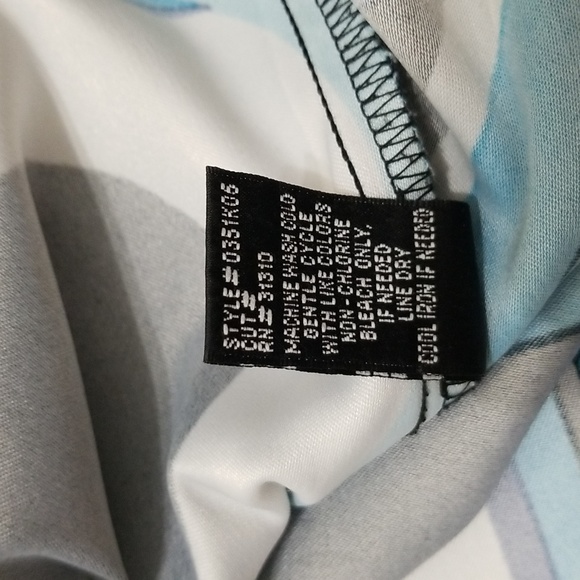 STYLE# 0351K06
CUT#
RN# 31310
MACHINE WASH COLD
GENTLE CYCLE
WITH LIKE COLORS
NON-CHLORINE
BLEACH ONLY,
IF NEEDED
LINE DRY
COOL IRON IF NEEDED